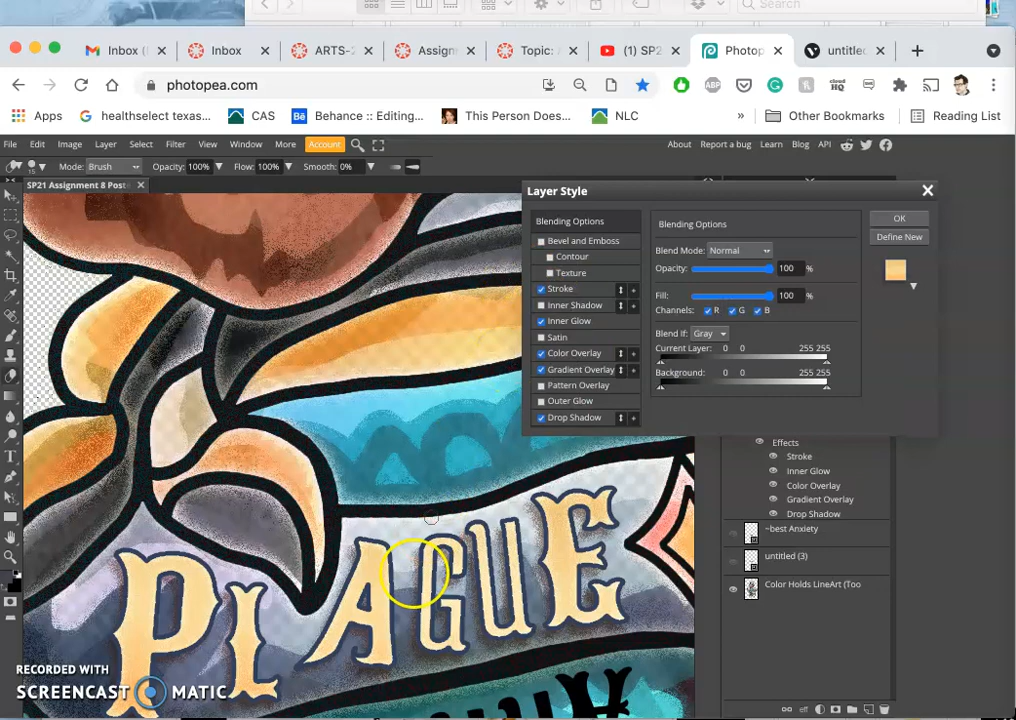 Search
Inbox (
Inbox
ARTS-2
Assignm
Topic: A
(1) SP2
Photop
untitled
photopea.com
Apps
healthselect texas...
CAS
Behance :: Editing...
This Person Does...
NLC
»
Other Bookmarks
Reading List
File Edit Image Layer Select Filter View Window More Account
About Report a bug Learn Blog API
15 Mode: Brush Opacity: 100% Flow: 100% Smooth: 0%
SP21 Assignment 8 Post
Layer Style
Blending Options
Bevel and Emboss
Contour
Texture
Stroke
Inner Shadow
Inner Glow
Satin
Color Overlay
Gradient Overlay
Pattern Overlay
Outer Glow
Drop Shadow
Blending Options
Blend Mode: Normal
Opacity: 100 %
Fill: 100 %
Channels: R G B
Blend If: Gray
Current Layer: 0 0 255 255
Background: 0 0 255 255
OK
Define New
Effects
Stroke
Inner Glow
Color Overlay
Gradient Overlay
Drop Shadow
~best Anxiety
untitled (3)
Color Holds LineArt (Too
PLAGUE
RECORDED WITH
SCREENCAST MATIC